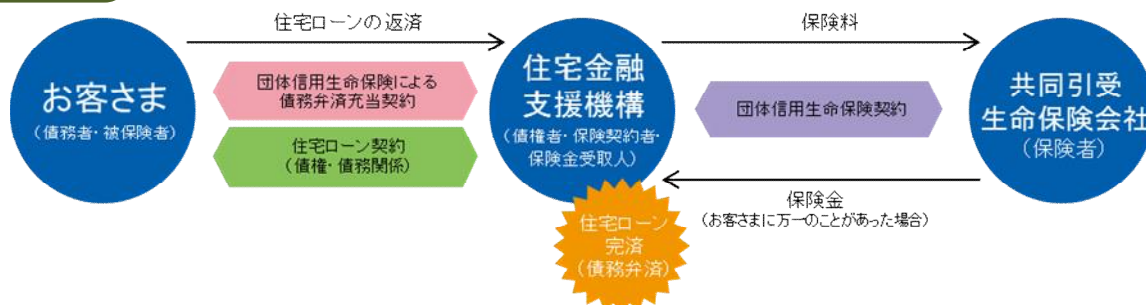 住宅ローンの返済
保険料
お客さま
(債務者・被保険者)
団体信用生命保険による
債務弁済充当契約
住宅ローン契約
(債権・債務関係)
住宅金融
支援機構
(債権者・保険契約者・
保険金受取人)
団体信用生命保険契約
共同引受
生命保険会社
(保険者)
保険金
(お客さまに万一のことがあった場合)
住宅ローン
完済
(債務弁済)